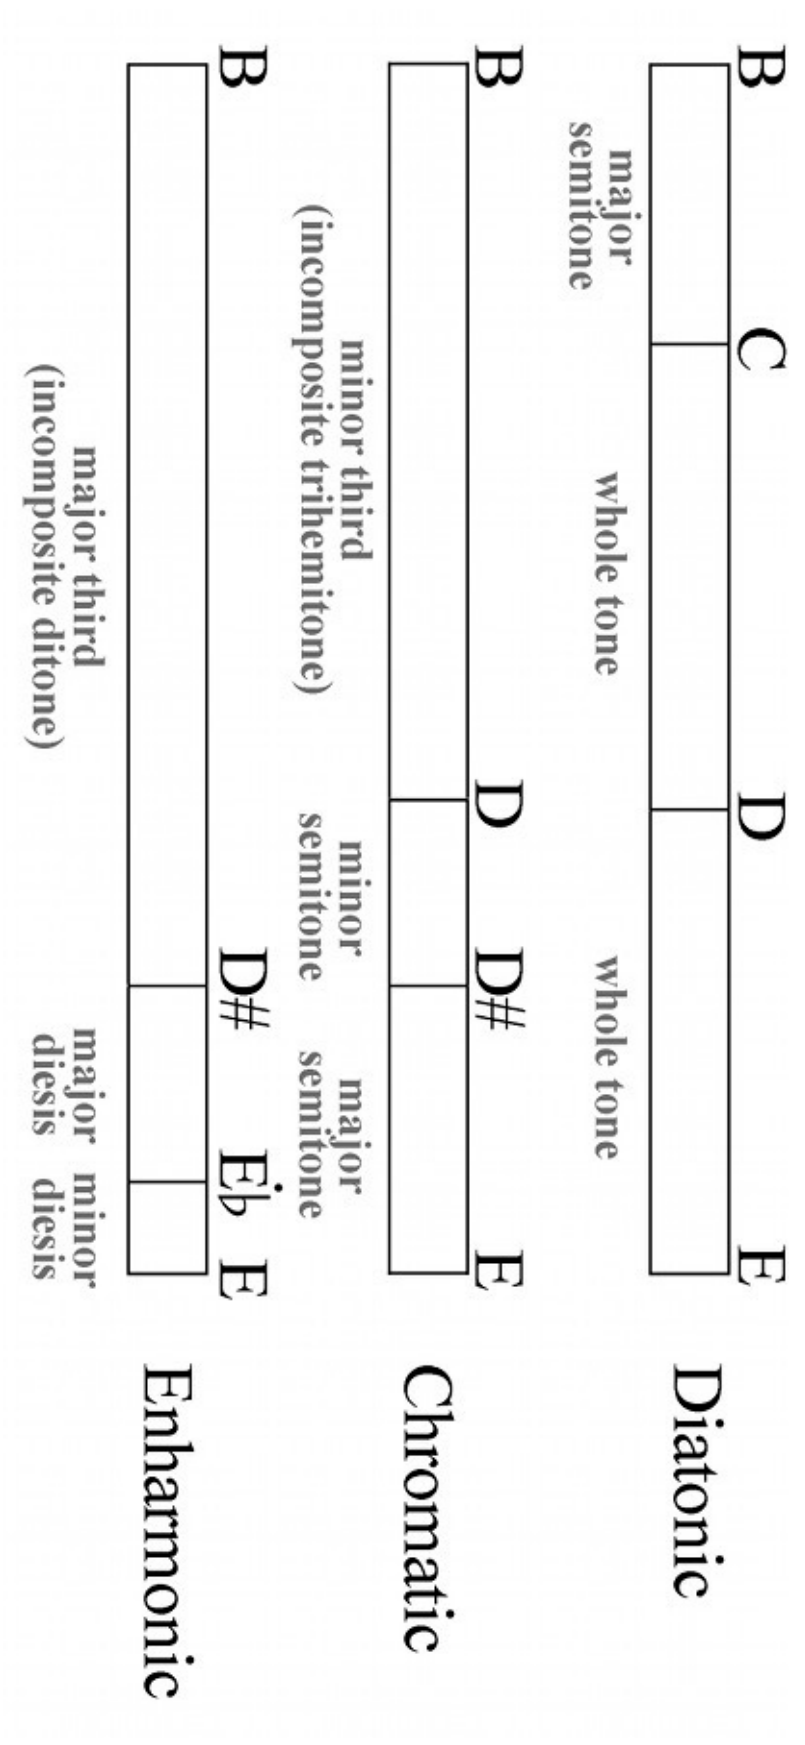 B C D E
Diatonic
major
semitone
whole tone
whole tone
B D D# E
Chromatic
minor third
(incomposite trihemitone)
minor
semitone
major
semitone
B D# Ė♭ E
Enharmonic
major third
(incomposite ditone)
major
diesis
minor
diesis